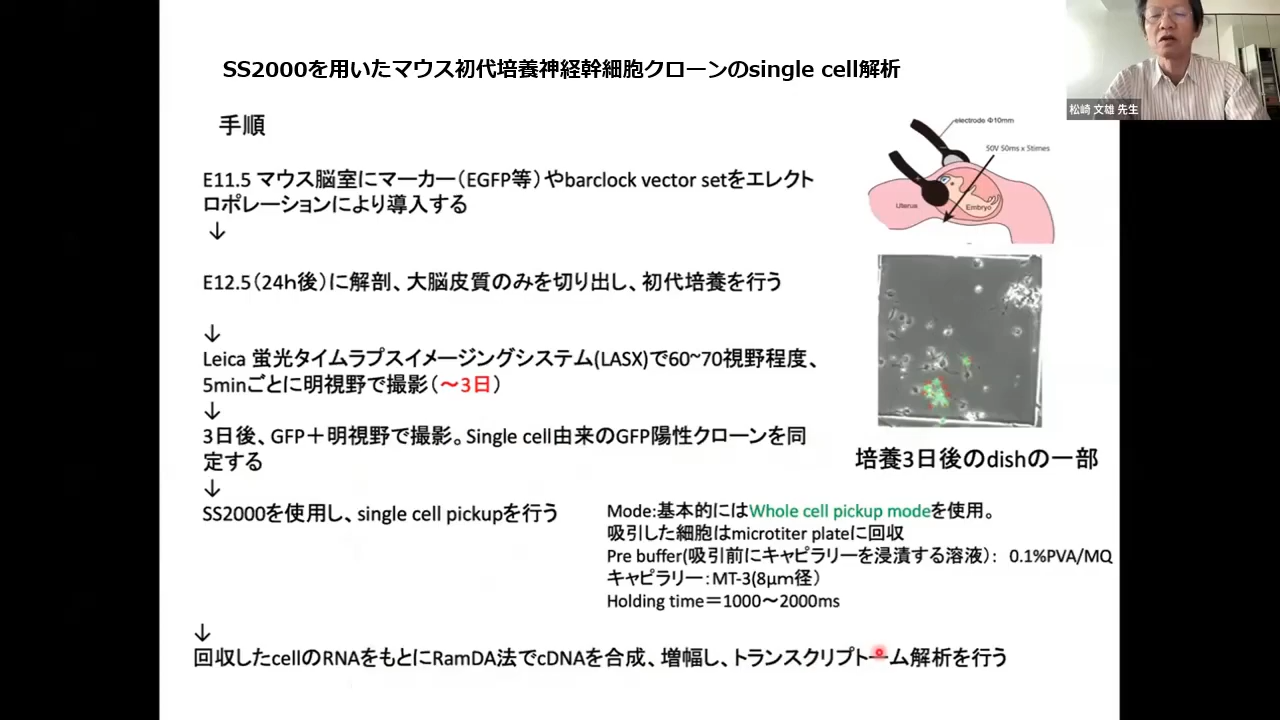 SS2000を用いたマウス初代培養神経幹細胞クローンのsingle cell解析
松崎 文雄 先生
手順
electrode Φ10mm
50V 50ms x 5times
Uterus
Embryo
E11.5 マウス脳室にマーカー（EGFP等）やbarclock vector setをエレクト
ロポレーションにより導入する
↓
E12.5（24h後）に解剖、大脳皮質のみを切り出し、初代培養を行う
↓
Leica 蛍光タイムラプスイメージングシステム(LASX)で60~70視野程度、
5minごとに明視野で撮影（～3日）
↓
3日後、GFP＋明視野で撮影。Single cell由来のGFP陽性クローンを同
定する
培養3日後のdishの一部
↓
SS2000を使用し、single cell pickupを行う
Mode:基本的にはWhole cell pickup modeを使用。
吸引した細胞はmicrotiter plateに回収
Pre buffer(吸引前にキャピラリーを浸漬する溶液）： 0.1%PVA/MQ
キャピラリー：MT-3(8μm径）
Holding time＝1000～2000ms
↓
回収したcellのRNAをもとにRamDA法でcDNAを合成、増幅し、トランスクリプトーム解析を行う